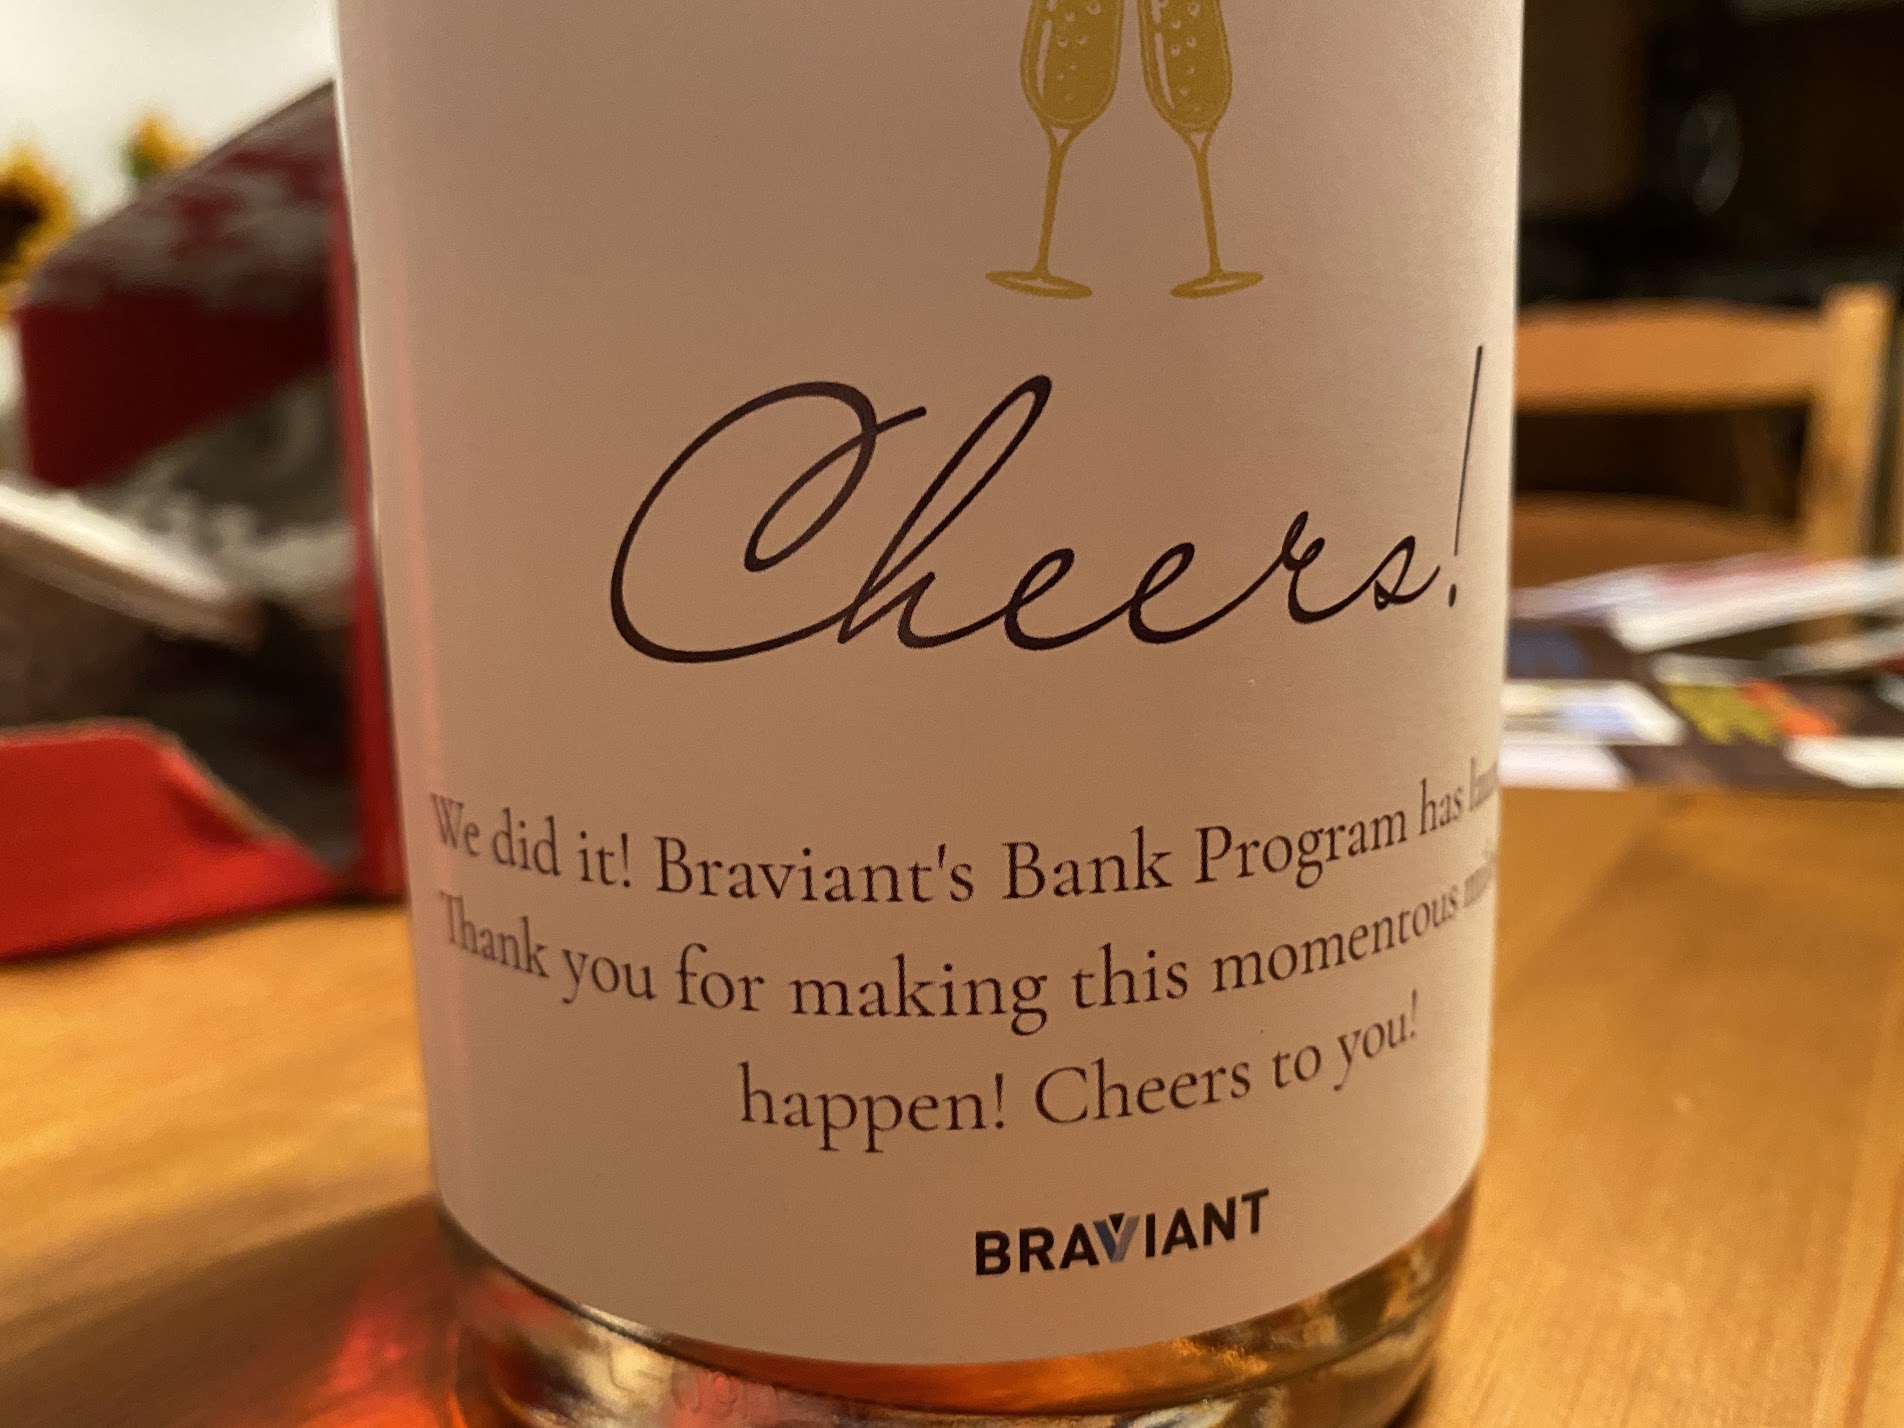 Cheers!
We did it! Braviant's Bank Program has
Thank you for making this momentous
happen! Cheers to you!
BRAVIANT